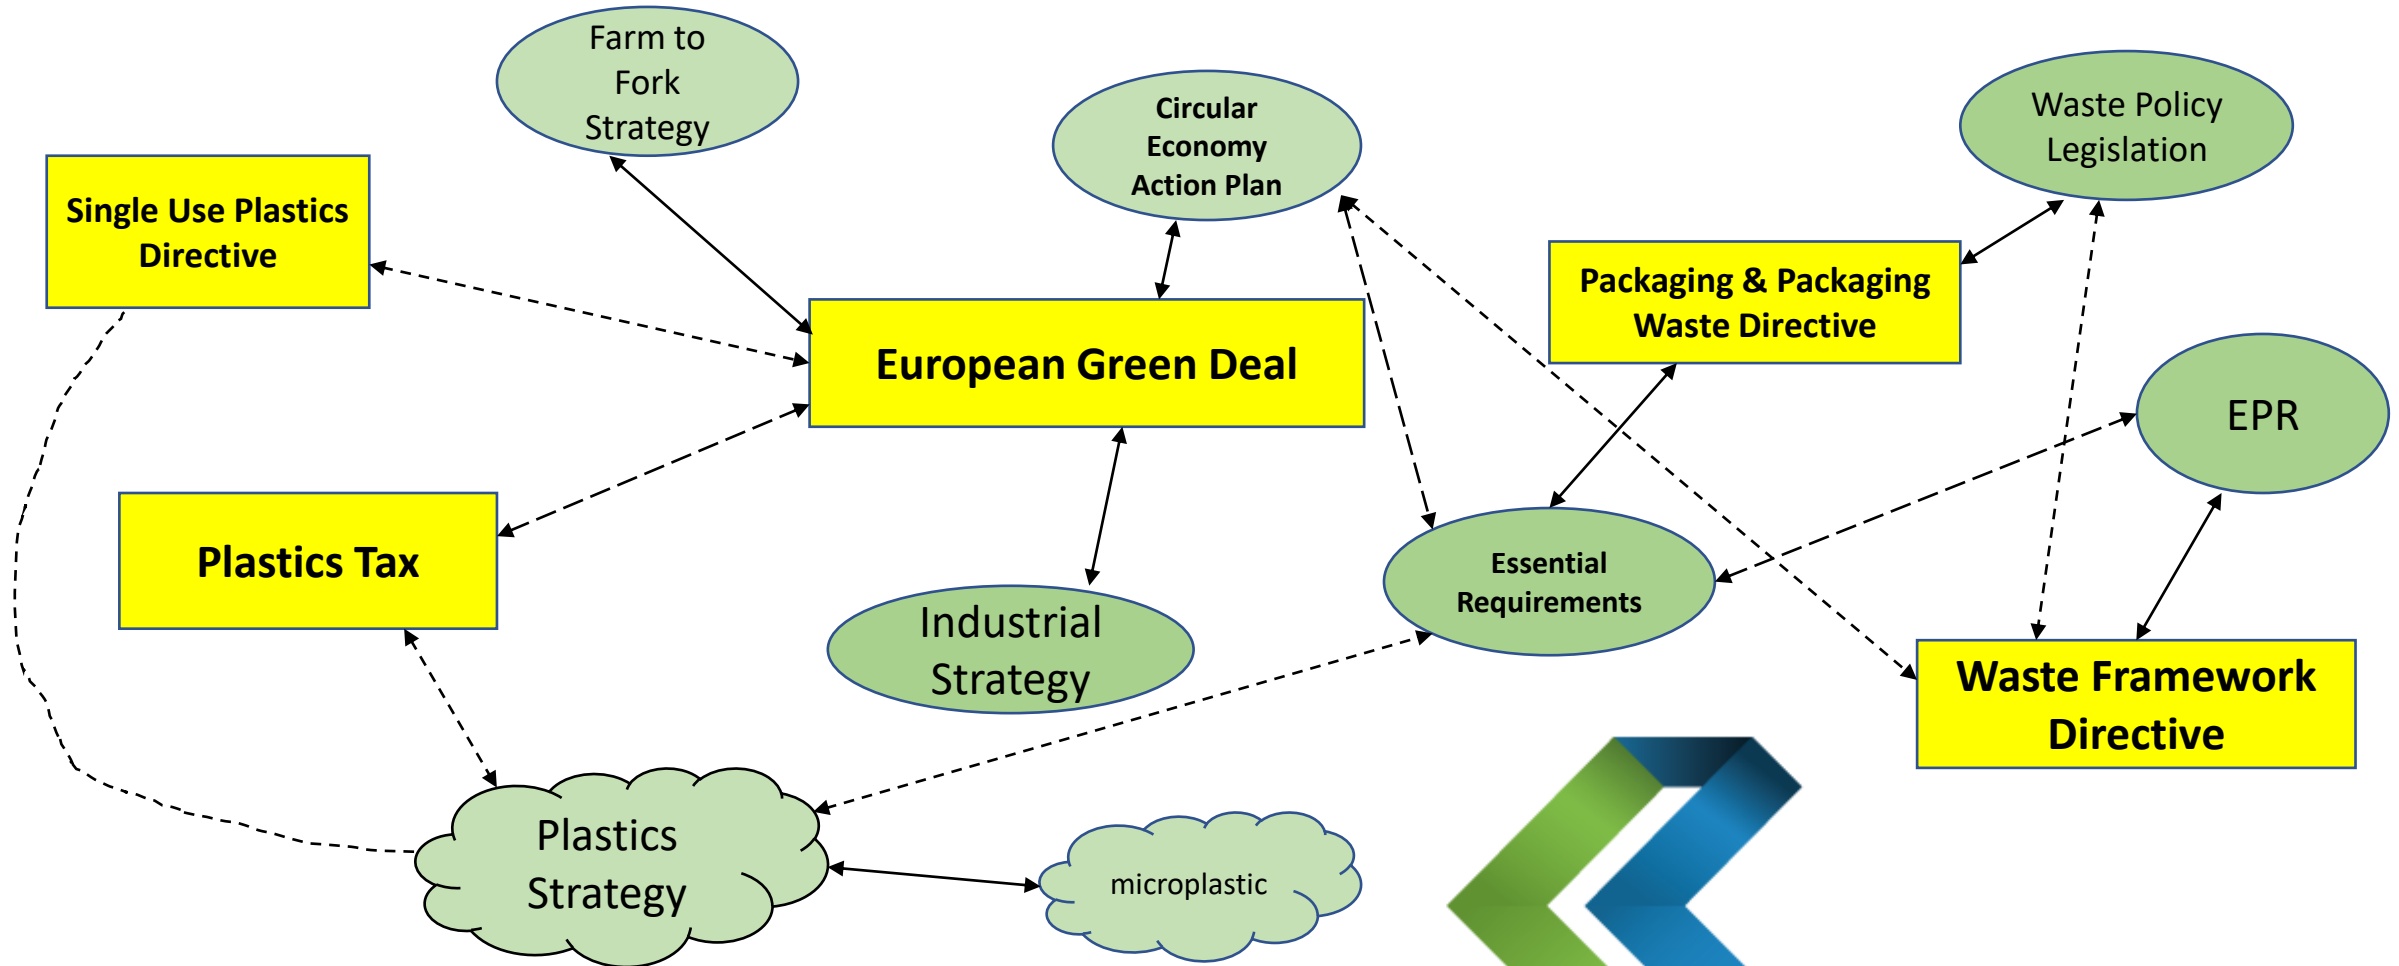 Farm to
Fork
Strategy
Circular
Economy
Action Plan
Waste Policy
Legislation
Single Use Plastics
Directive
Packaging & Packaging
Waste Directive
European Green Deal
EPR
Plastics Tax
Essential
Requirements
Industrial
Strategy
Waste Framework
Directive
Plastics
Strategy
microplastic